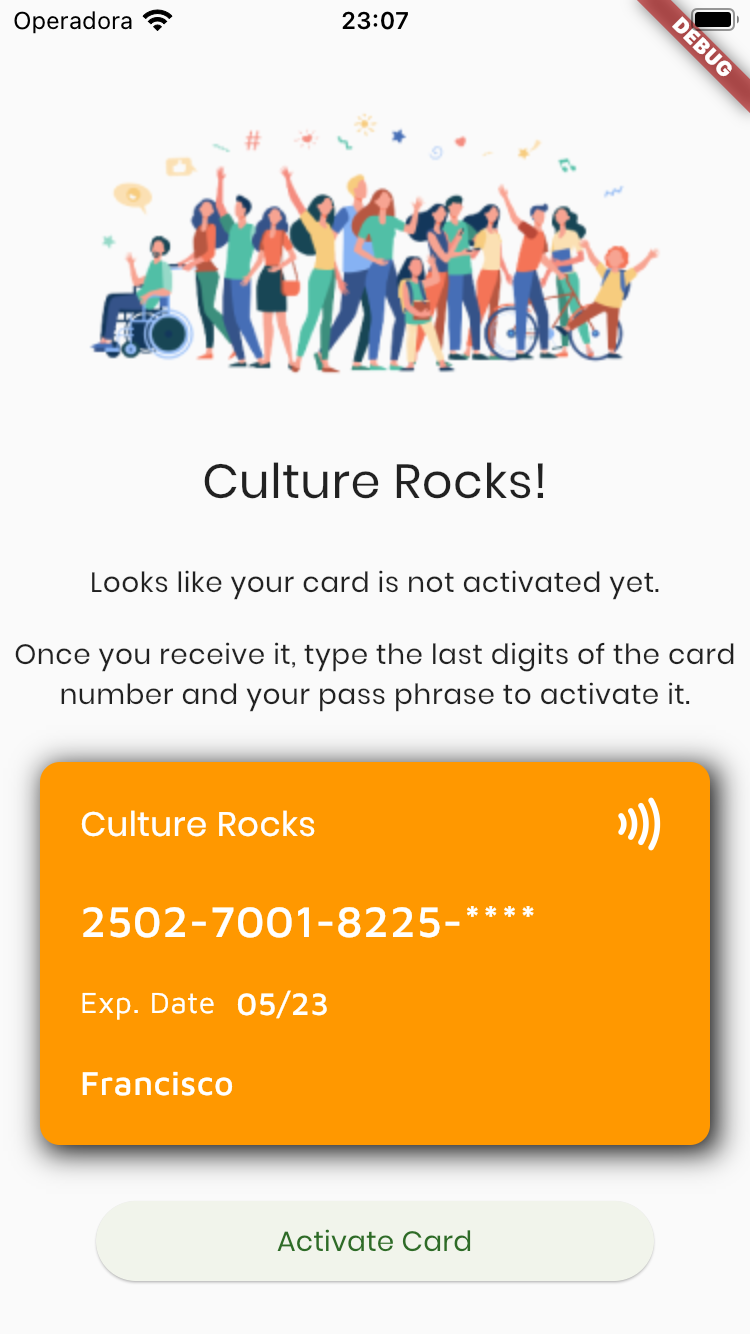 Operadora 23:07
DEBUG
#
Culture Rocks!
Looks like your card is not activated yet.
Once you receive it, type the last digits of the card
number and your pass phrase to activate it.
Culture Rocks
2502-7001-8225-****
Exp. Date 05/23
Francisco
Activate Card